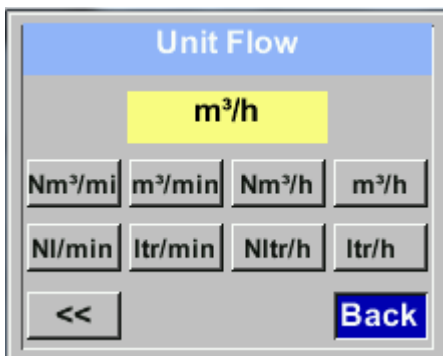 Unit Flow
m³/h
Nm³/mi m³/min Nm³/h m³/h
Nl/min ltr/min Nltr/h ltr/h
<< Back